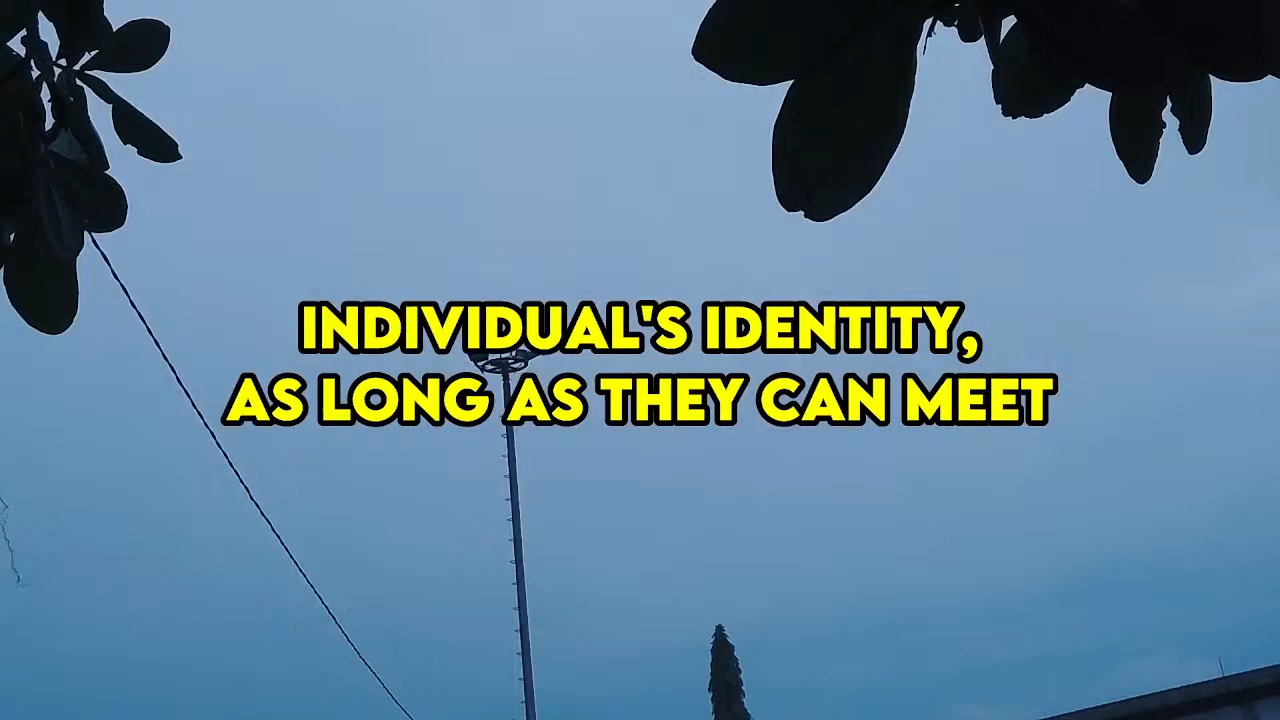 INDIVIDUAL'S IDENTITY,
AS LONG AS THEY CAN MEET